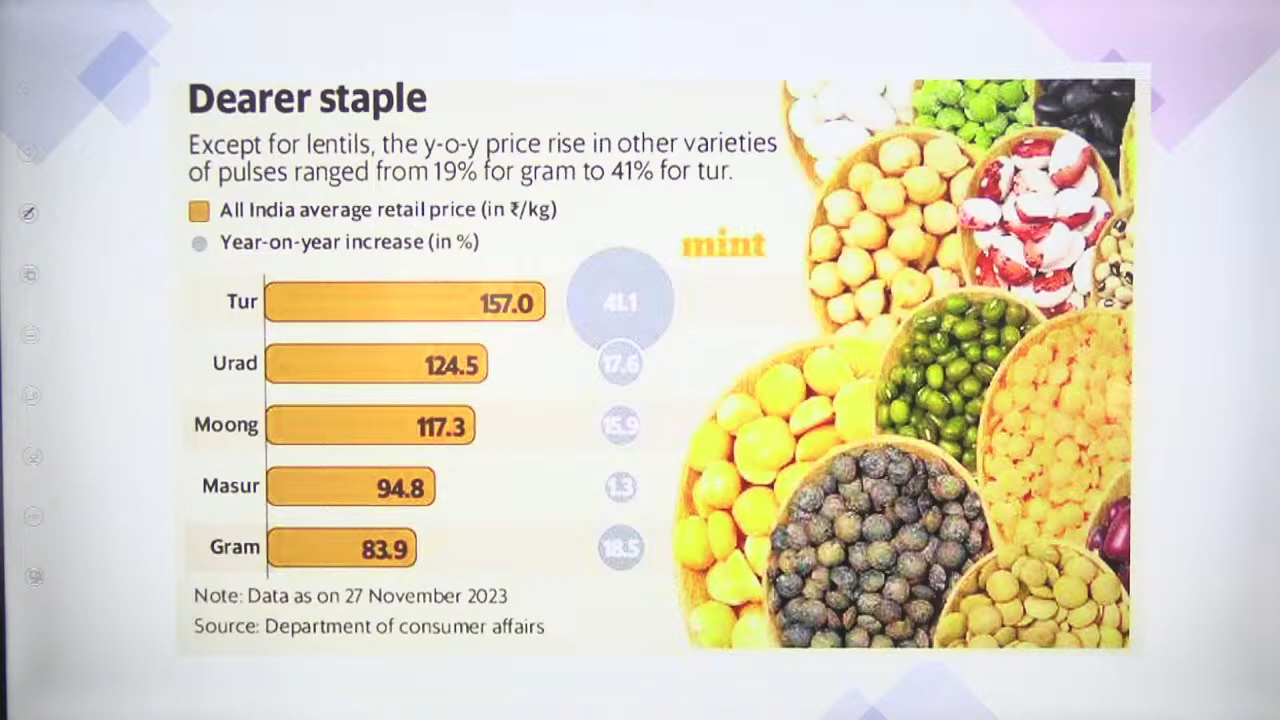 Dearer staple
Except for lentils, the y-o-y price rise in other varieties
of pulses ranged from 19% for gram to 41% for tur.
All India average retail price (in ₹/kg)
Year-on-year increase (in %)
mint
Tur 157.0 41.1
Urad 124.5 17.6
Moong 117.3 15.9
Masur 94.8 1.3
Gram 83.9 18.5
Note: Data as on 27 November 2023
Source: Department of consumer affairs